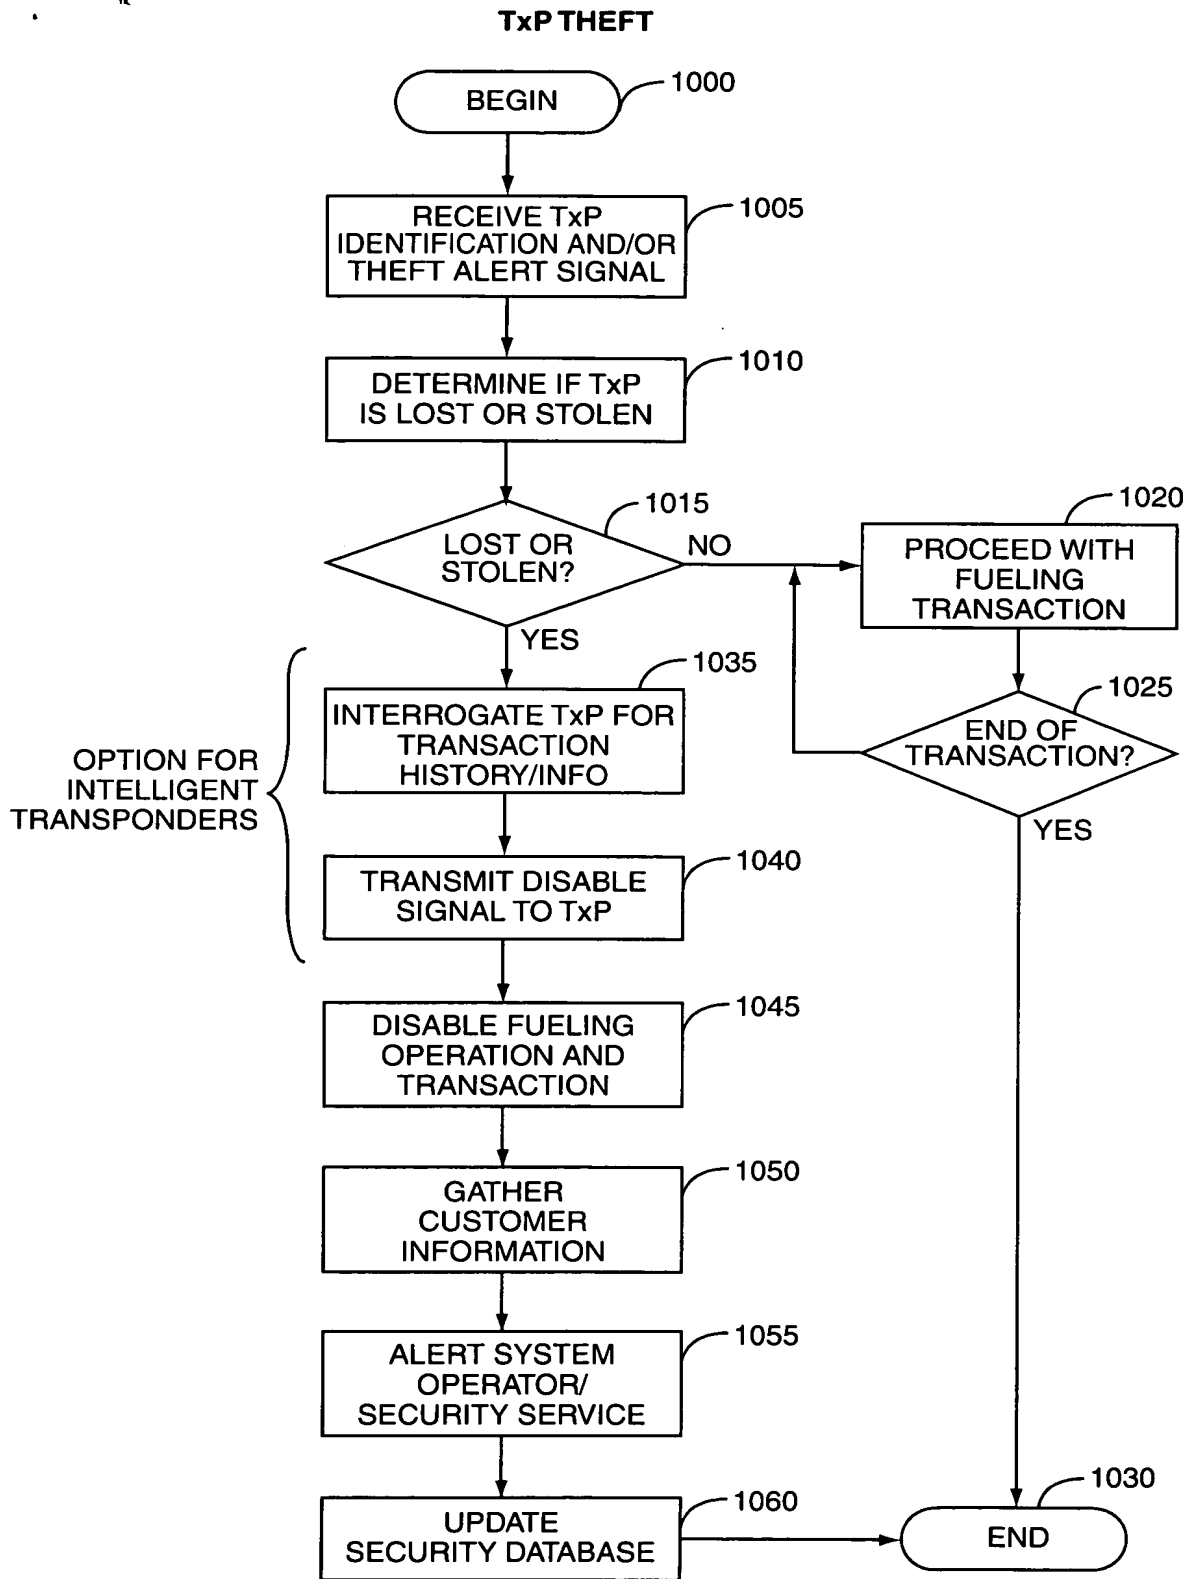 TxP THEFT
BEGIN
1000
RECEIVE TxP
IDENTIFICATION AND/OR
THEFT ALERT SIGNAL
1005
DETERMINE IF TxP
IS LOST OR STOLEN
1010
LOST OR
STOLEN?
1015
NO
YES
PROCEED WITH
FUELING
TRANSACTION
1020
END OF
TRANSACTION?
1025
YES
OPTION FOR
INTELLIGENT
TRANSPONDERS
INTERROGATE TxP FOR
TRANSACTION
HISTORY/INFO
1035
TRANSMIT DISABLE
SIGNAL TO TxP
1040
DISABLE FUELING
OPERATION AND
TRANSACTION
1045
GATHER
CUSTOMER
INFORMATION
1050
ALERT SYSTEM
OPERATOR/
SECURITY SERVICE
1055
UPDATE
SECURITY DATABASE
1060
END
1030